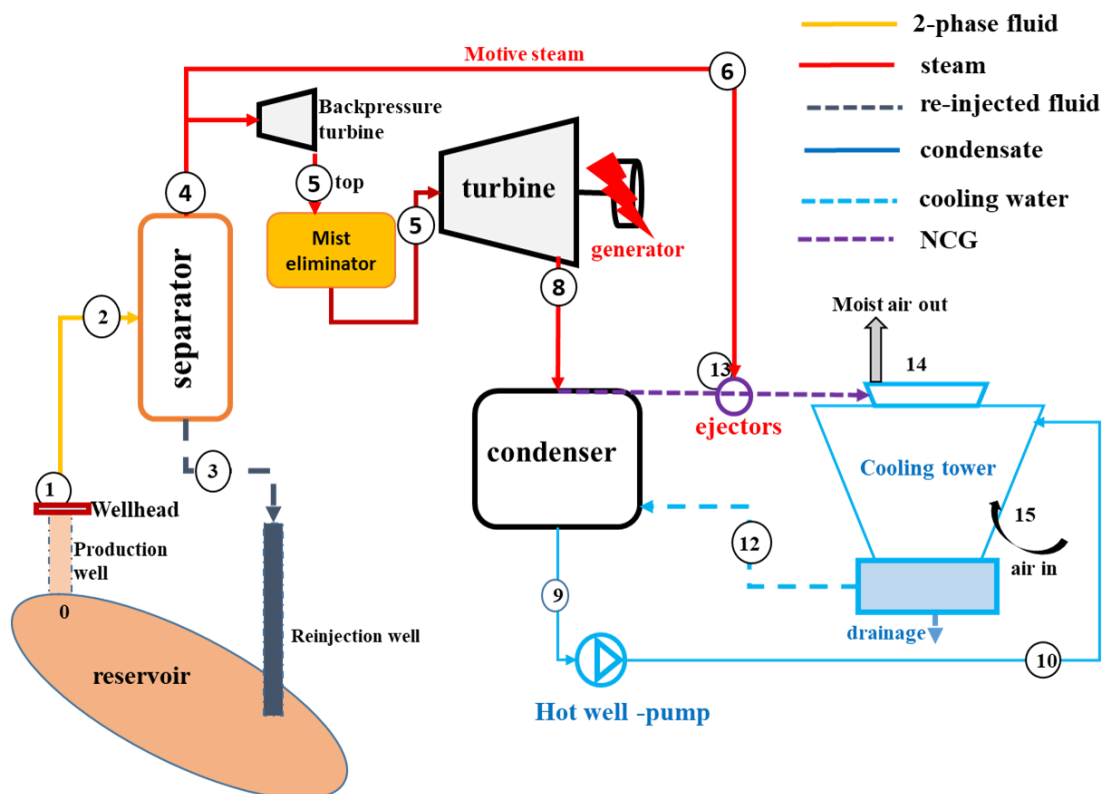 Motive steam
6
2-phase fluid
steam
re-injected fluid
condensate
cooling water
NCG
Backpressure
turbine
4
5
top
turbine
5
Mist
eliminator
generator
8
2
separator
Moist air out
14
13
ejectors
condenser
Cooling tower
3
1
Wellhead
Production
well
15
air in
12
9
0
drainage
Reinjection well
reservoir
10
Hot well -pump